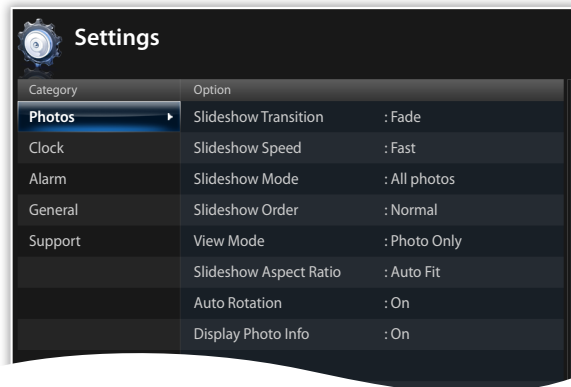 Settings
Category Option
Photos Slideshow Transition : Fade
Clock Slideshow Speed : Fast
Alarm Slideshow Mode : All photos
General Slideshow Order : Normal
Support View Mode : Photo Only
Slideshow Aspect Ratio : Auto Fit
Auto Rotation : On
Display Photo Info : On